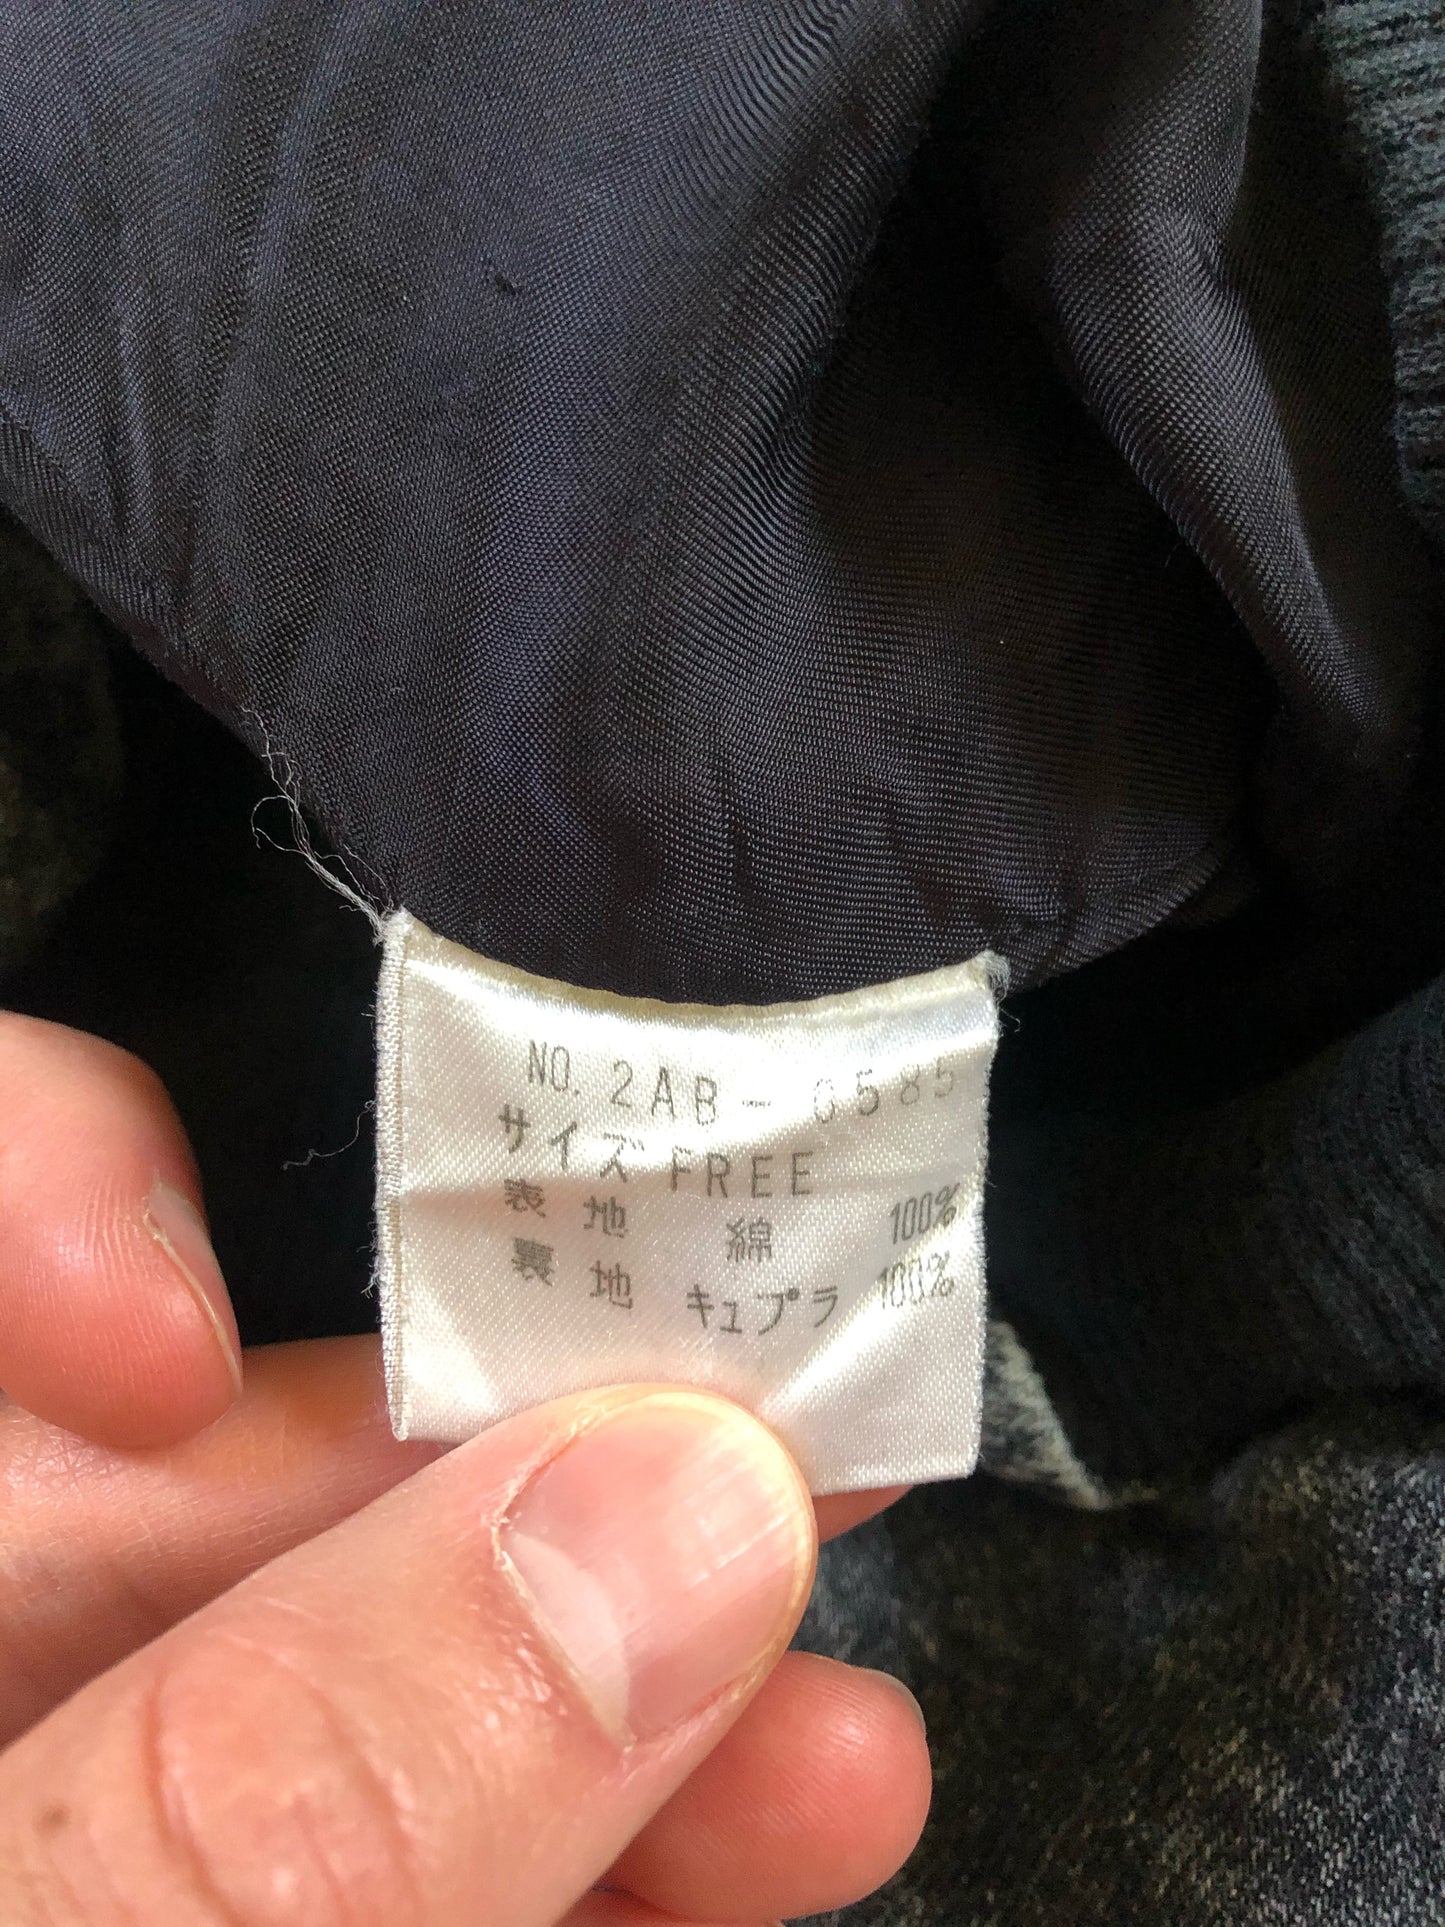 NO. 2AB-6585
サイズ FREE
表地 綿 100%
裏地 キュプラ 100%